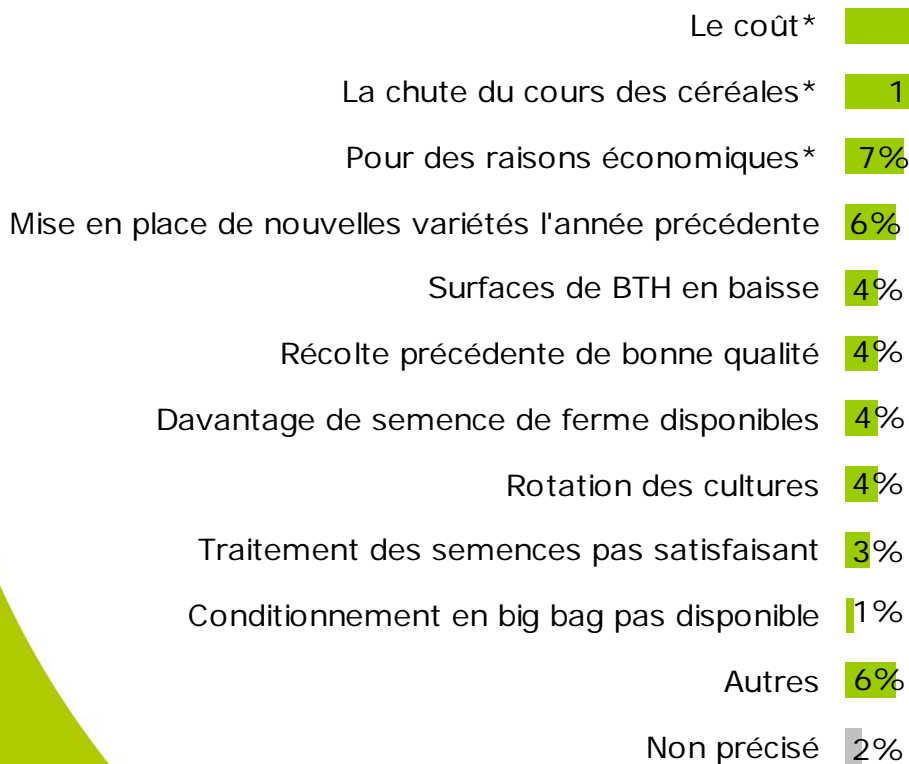 Le coût*
La chute du cours des céréales* 1
Pour des raisons économiques* 7%
Mise en place de nouvelles variétés l'année précédente 6%
Surfaces de BTH en baisse 4%
Récolte précédente de bonne qualité 4%
Davantage de semence de ferme disponibles 4%
Rotation des cultures 4%
Traitement des semences pas satisfaisant 3%
Conditionnement en big bag pas disponible 1%
Autres 6%
Non précisé 2%